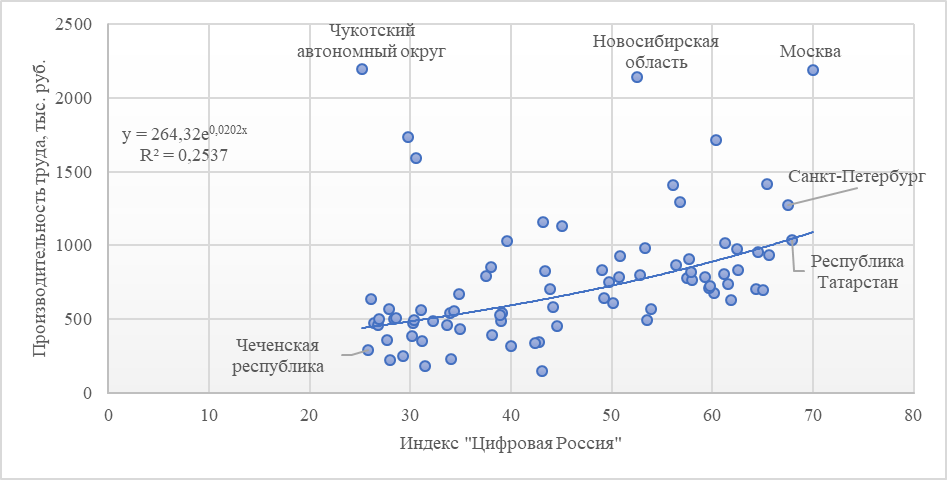 2500
2000
1500
1000
500
0
Производительность труда, тыс. руб.
Чукотский
автономный округ
Новосибирская
область
Москва
y = 264,32e0,0202x
R² = 0,2537
Санкт-Петербург
Республика
Татарстан
Чеченская
республика
0 10 20 30 40 50 60 70 80
Индекс "Цифровая Россия"